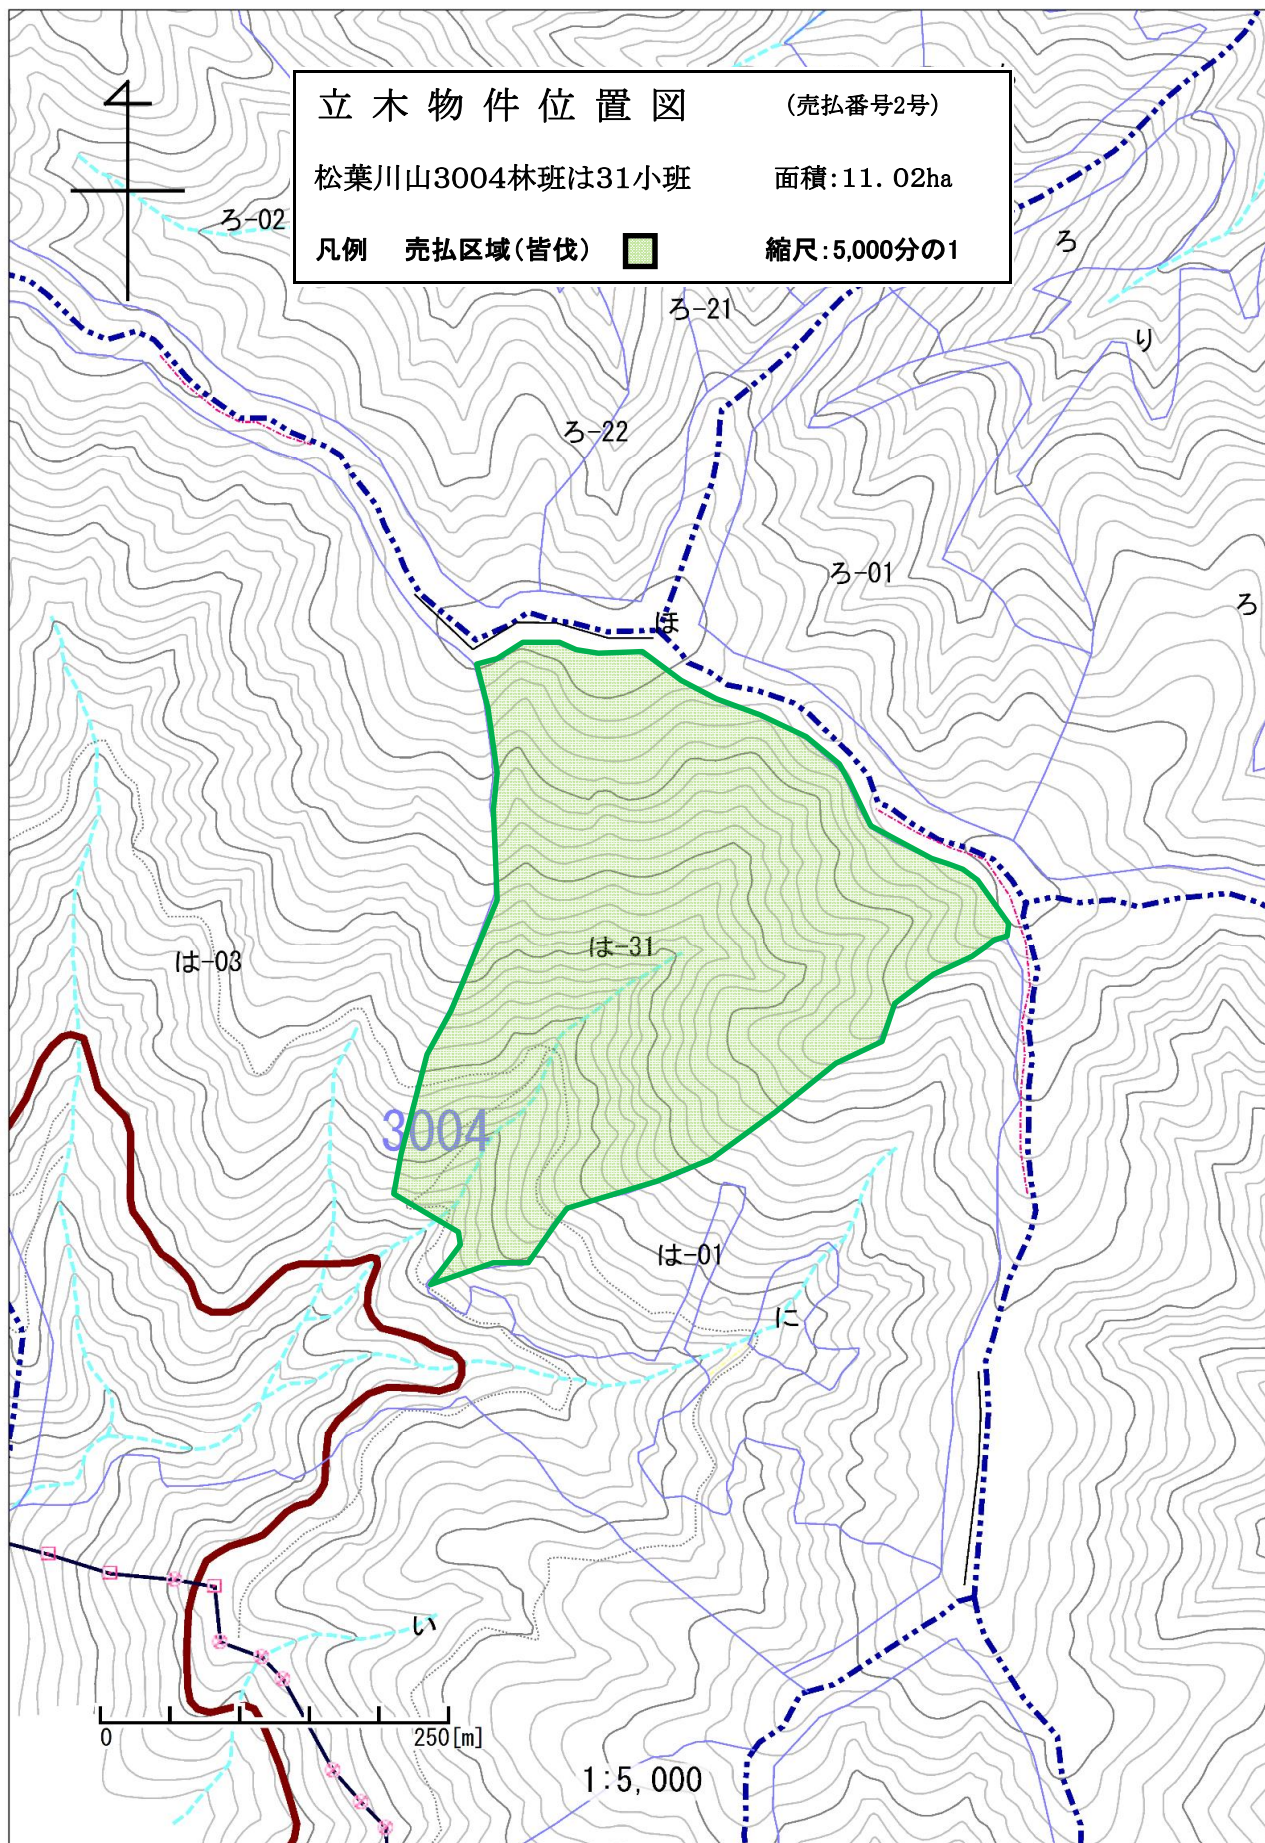 立木物件位置図 (売払番号2号)
松葉川山3004林班は31小班 面積:11.02ha
凡例 売払区域(皆伐) 縮尺:5,000分の1
ろ-02
ろ
ろ-21
り
ろ-22
ろ-01
ろ
ほ
は-31
は-03
3004
は-01
に
い
0 250[m]
1:5,000